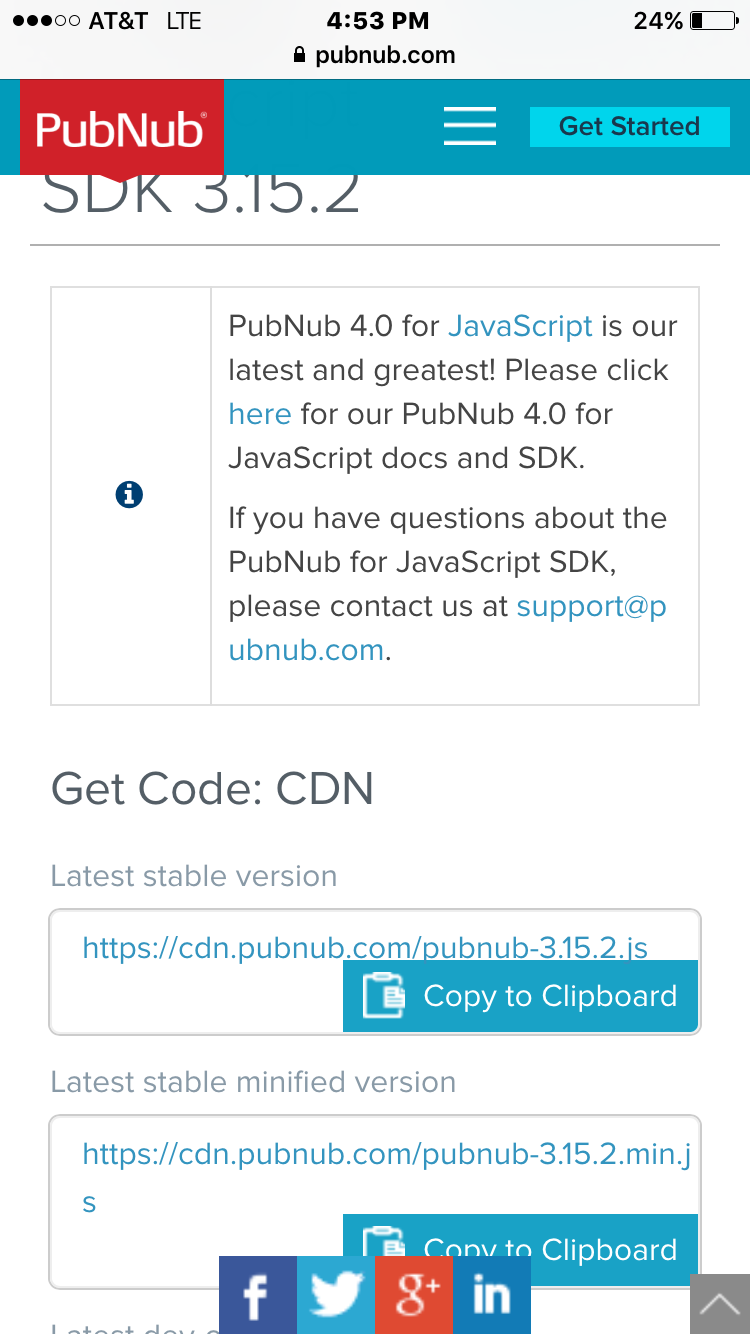 AT&T LTE 4:53 PM 24%
pubnub.com
PubNub® Get Started
SDK 3.15.2
PubNub 4.0 for JavaScript is our
latest and greatest! Please click
here for our PubNub 4.0 for
JavaScript docs and SDK.
If you have questions about the
PubNub for JavaScript SDK,
please contact us at support@p
ubnub.com.
Get Code: CDN
Latest stable version
https://cdn.pubnub.com/pubnub-3.15.2.js
Copy to Clipboard
Latest stable minified version
https://cdn.pubnub.com/pubnub-3.15.2.min.j
s
Copy to Clipboard
f g+ in
Latest dev